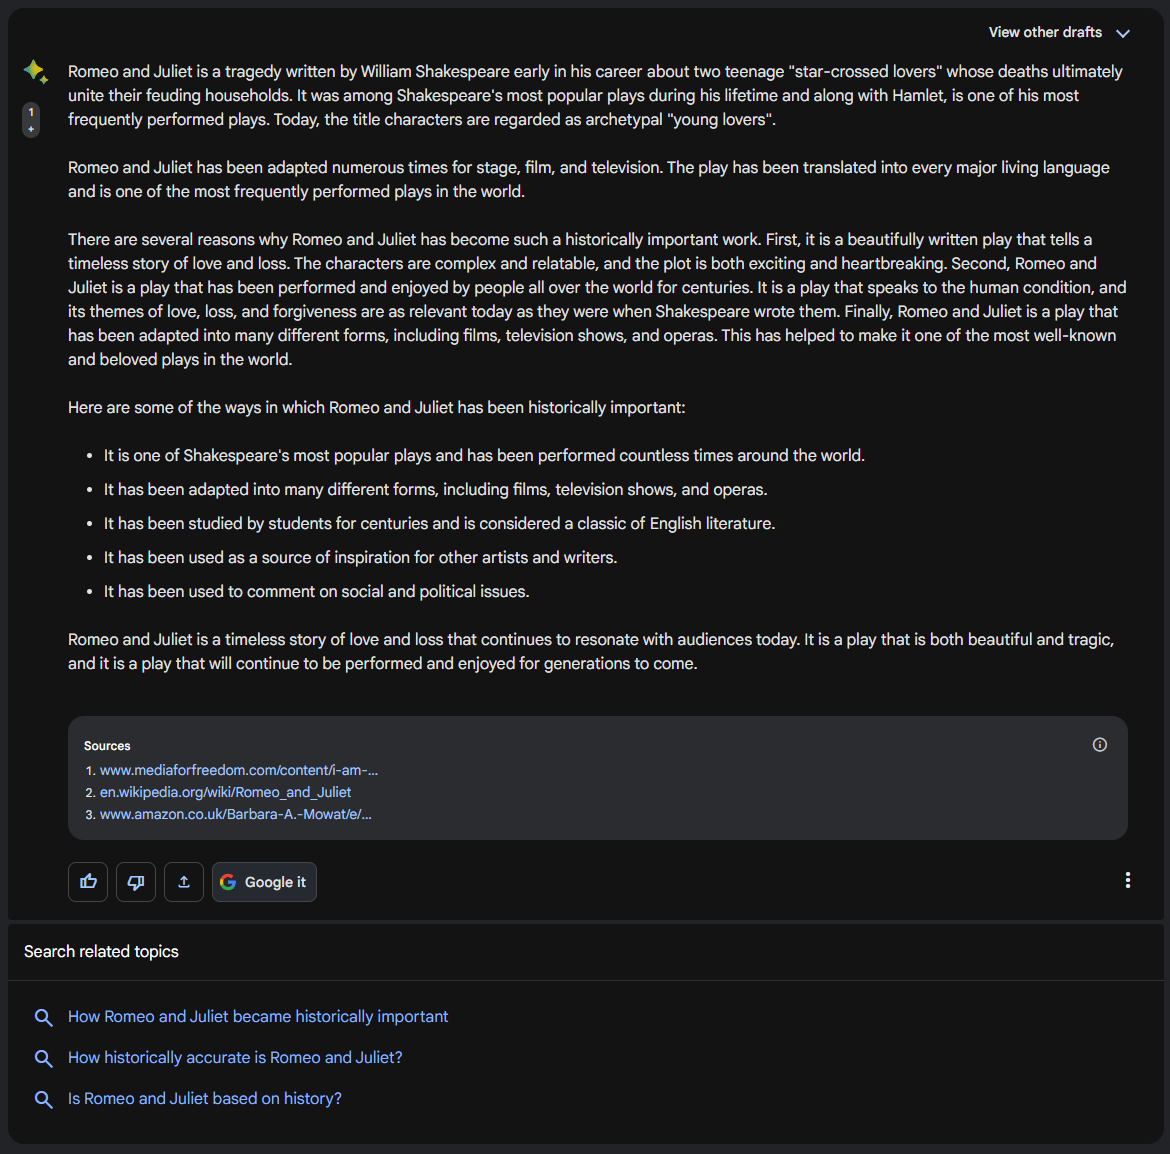 View other drafts
Romeo and Juliet is a tragedy written by William Shakespeare early in his career about two teenage "star-crossed lovers" whose deaths ultimately
unite their feuding households. It was among Shakespeare's most popular plays during his lifetime and along with Hamlet, is one of his most
frequently performed plays. Today, the title characters are regarded as archetypal "young lovers".
1
+
Romeo and Juliet has been adapted numerous times for stage, film, and television. The play has been translated into every major living language
and is one of the most frequently performed plays in the world.
There are several reasons why Romeo and Juliet has become such a historically important work. First, it is a beautifully written play that tells a
timeless story of love and loss. The characters are complex and relatable, and the plot is both exciting and heartbreaking. Second, Romeo and
Juliet is a play that has been performed and enjoyed by people all over the world for centuries. It is a play that speaks to the human condition, and
its themes of love, loss, and forgiveness are as relevant today as they were when Shakespeare wrote them. Finally, Romeo and Juliet is a play that
has been adapted into many different forms, including films, television shows, and operas. This has helped to make it one of the most well-known
and beloved plays in the world.
Here are some of the ways in which Romeo and Juliet has been historically important:
• It is one of Shakespeare's most popular plays and has been performed countless times around the world.
• It has been adapted into many different forms, including films, television shows, and operas.
• It has been studied by students for centuries and is considered a classic of English literature.
• It has been used as a source of inspiration for other artists and writers.
• It has been used to comment on social and political issues.
Romeo and Juliet is a timeless story of love and loss that continues to resonate with audiences today. It is a play that is both beautiful and tragic,
and it is a play that will continue to be performed and enjoyed for generations to come.
Sources
1. www.mediaforfreedom.com/content/i-am-...
2. en.wikipedia.org/wiki/Romeo_and_Juliet
3. www.amazon.co.uk/Barbara-A.-Mowat/e/...
Google it
Search related topics
How Romeo and Juliet became historically important
How historically accurate is Romeo and Juliet?
Is Romeo and Juliet based on history?